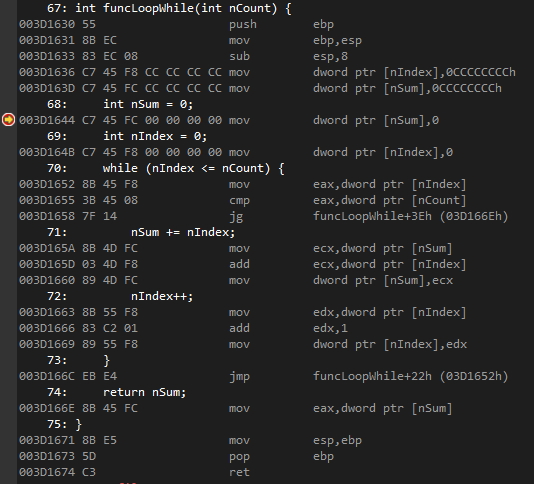 67: int funcLoopWhile(int nCount) {
003D1630 55 push ebp
003D1631 8B EC mov ebp,esp
003D1633 83 EC 08 sub esp,8
003D1636 C7 45 F8 CC CC CC CC mov dword ptr [nIndex],0CCCCCCCCh
003D163D C7 45 FC CC CC CC CC mov dword ptr [nSum],0CCCCCCCCh
68: int nSum = 0;
003D1644 C7 45 FC 00 00 00 00 mov dword ptr [nSum],0
69: int nIndex = 0;
003D164B C7 45 F8 00 00 00 00 mov dword ptr [nIndex],0
70: while (nIndex <= nCount) {
003D1652 8B 45 F8 mov eax,dword ptr [nIndex]
003D1655 3B 45 08 cmp eax,dword ptr [nCount]
003D1658 7F 14 jg funcLoopWhile+3Eh (03D166Eh)
71: nSum += nIndex;
003D165A 8B 4D FC mov ecx,dword ptr [nSum]
003D165D 03 4D F8 add ecx,dword ptr [nIndex]
003D1660 89 4D FC mov dword ptr [nSum],ecx
72: nIndex++;
003D1663 8B 55 F8 mov edx,dword ptr [nIndex]
003D1666 83 C2 01 add edx,1
003D1669 89 55 F8 mov dword ptr [nIndex],edx
73: }
003D166C EB E4 jmp funcLoopWhile+22h (03D1652h)
74: return nSum;
003D166E 8B 45 FC mov eax,dword ptr [nSum]
75: }
003D1671 8B E5 mov esp,ebp
003D1673 5D pop ebp
003D1674 C3 ret